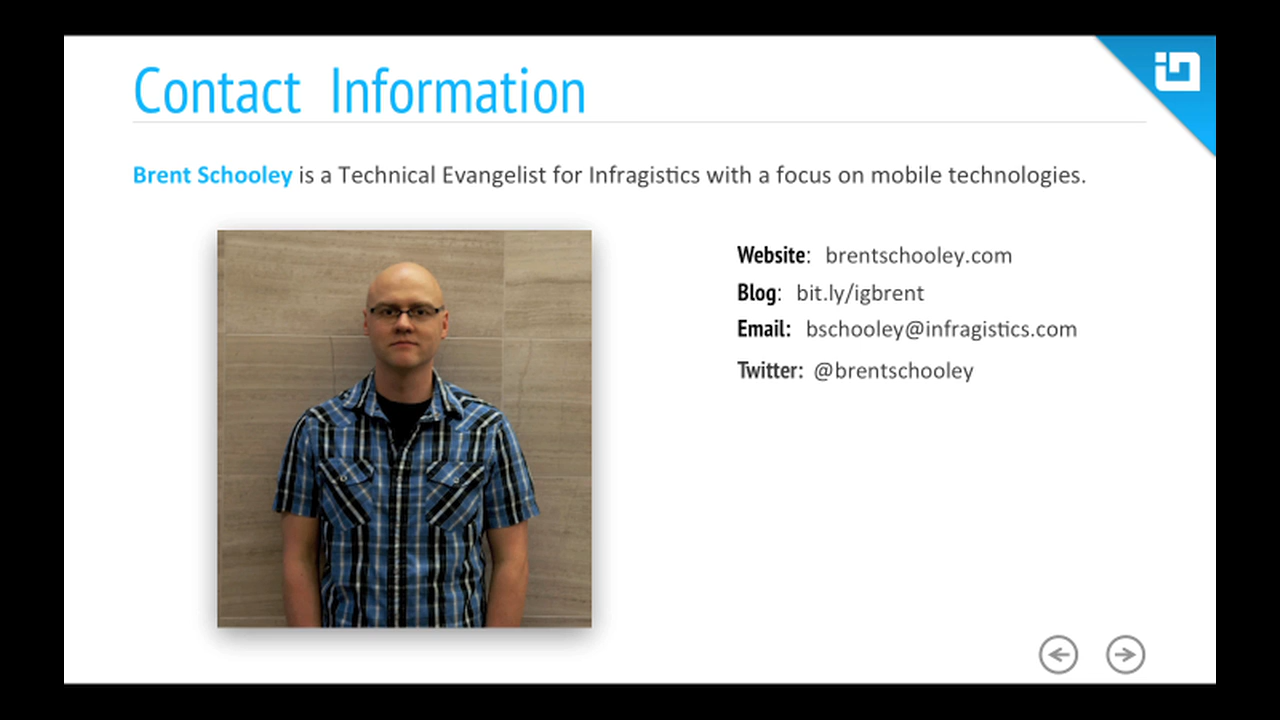 Contact Information
Brent Schooley is a Technical Evangelist for Infragistics with a focus on mobile technologies.
Website: brentschooley.com
Blog: bit.ly/igbrent
Email: bschooley@infragistics.com
Twitter: @brentschooley